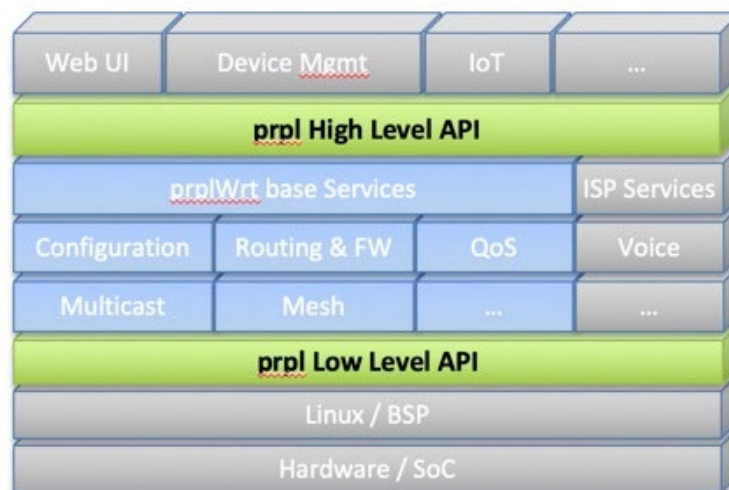 Web UI Device Mgmt IoT ...
prpl High Level API
prplWrt base Services ISP Services
Configuration Routing & FW QoS Voice
Multicast Mesh ... ...
prpl Low Level API
Linux / BSP
Hardware / SoC